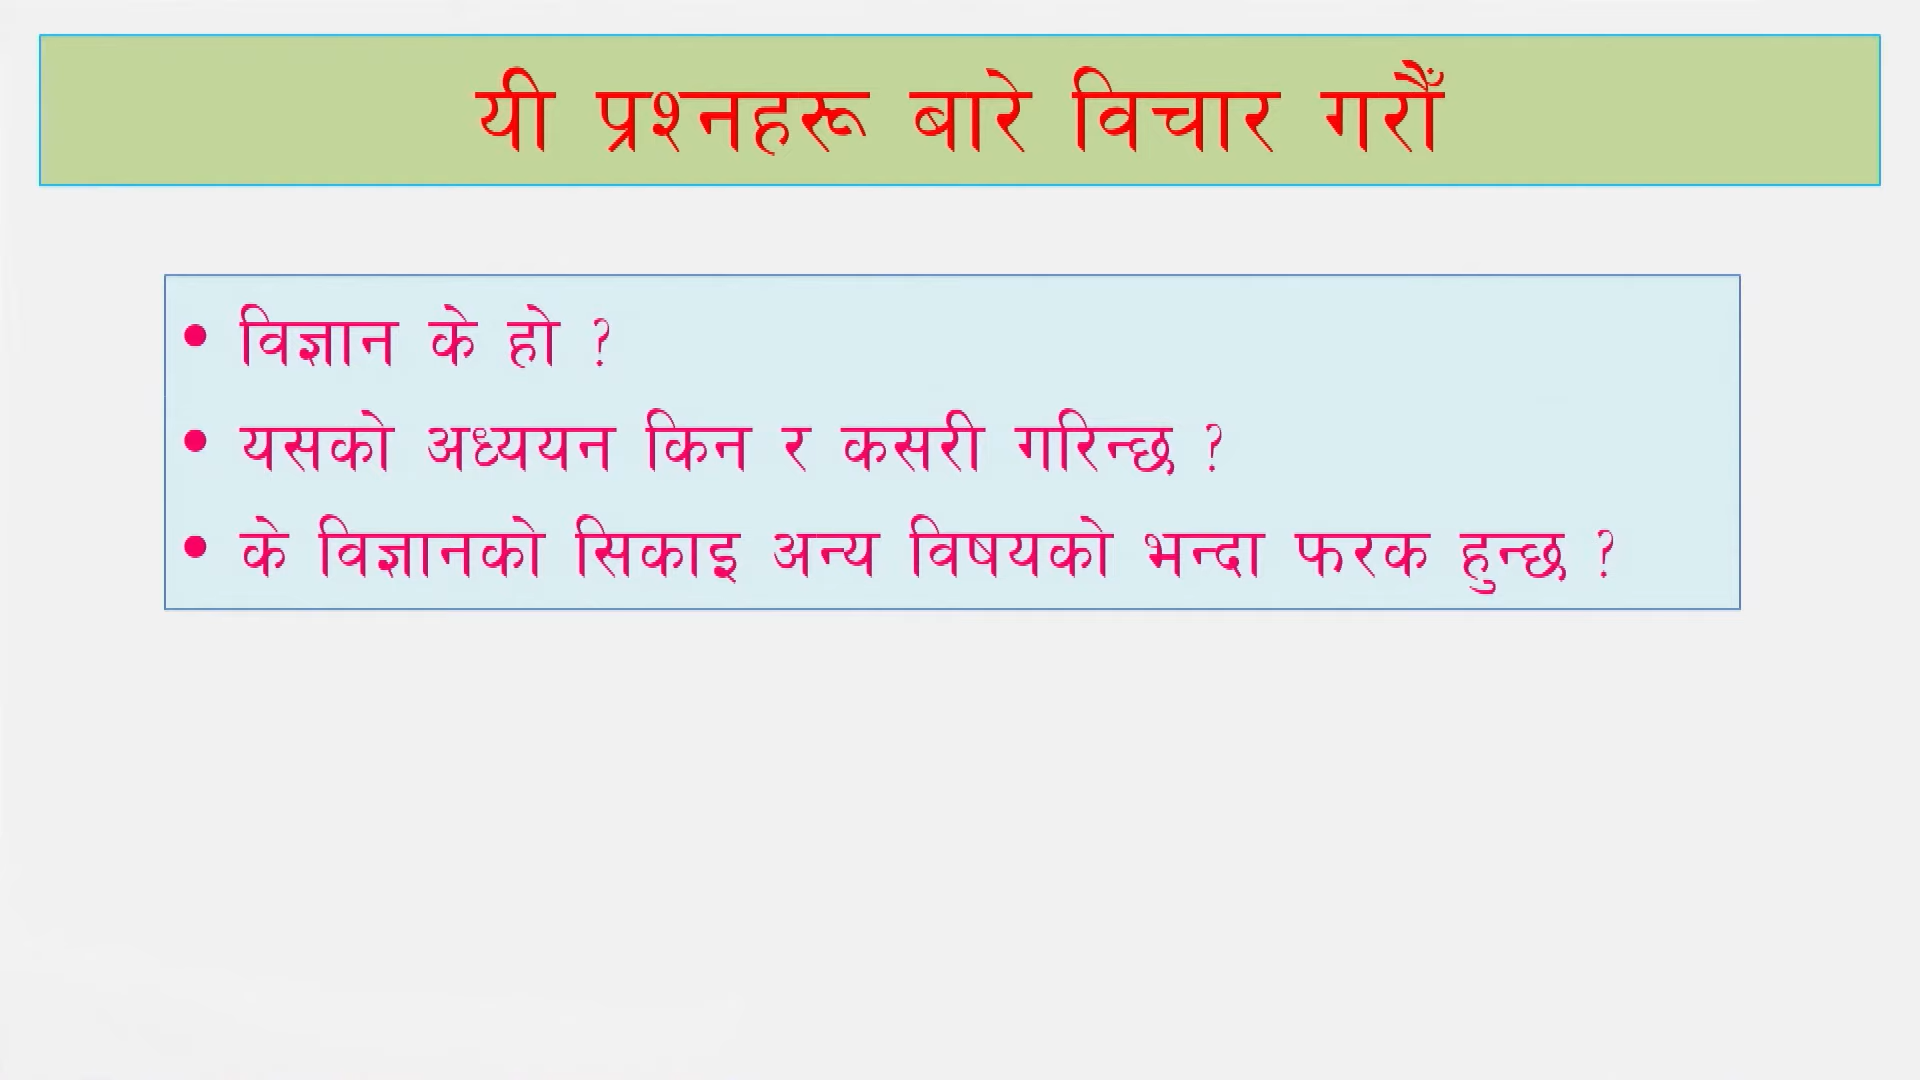 यी प्रश्नहरू बारे विचार गरौँ
• विज्ञान के हो ?
• यसको अध्ययन किन र कसरी गरिन्छ ?
• के विज्ञानको सिकाइ अन्य विषयको भन्दा फरक हुन्छ ?